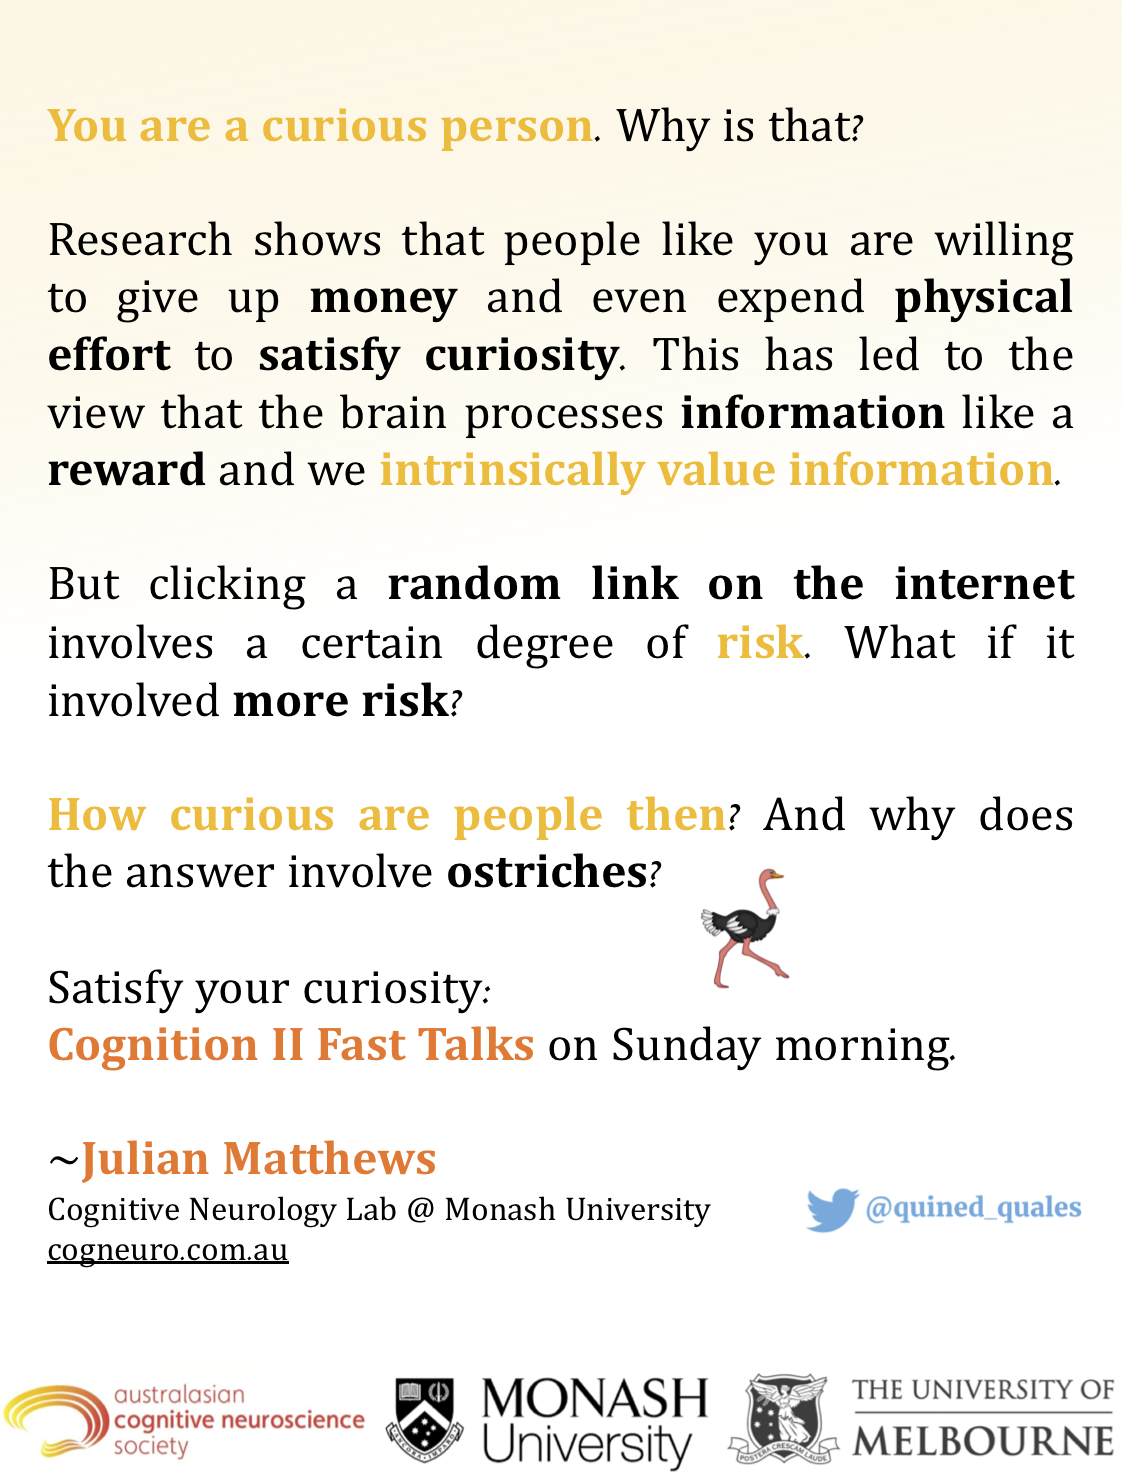 You are a curious person. Why is that?
Research shows that people like you are willing
to give up money and even expend physical
effort to satisfy curiosity. This has led to the
view that the brain processes information like a
reward and we intrinsically value information.
But clicking a random link on the internet
involves a certain degree of risk. What if it
involved more risk?
How curious are people then? And why does
the answer involve ostriches?
Satisfy your curiosity:
Cognition II Fast Talks on Sunday morning.
~Julian Matthews
Cognitive Neurology Lab @ Monash University
@quined_quales
cogneuro.com.au
australasian
cognitive neuroscience
society
MONASH
University
THE UNIVERSITY OF
MELBOURNE
POSTERA CRESCAM LAUDE